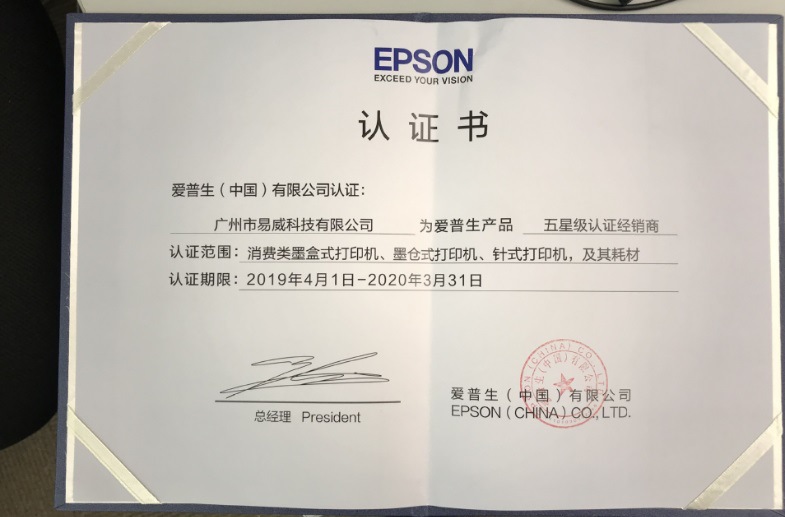 EPSON
EXCEED YOUR VISION
认证书
爱普生（中国）有限公司认证：
广州市易威科技有限公司 为爱普生产品 五星级认证经销商
认证范围：消费类墨盒式打印机、墨仓式打印机、针式打印机，及其耗材
认证期限：2019年4月1日-2020年3月31日
爱普生（中国）有限公司
EPSON (CHINA) CO., LTD.
总经理 President